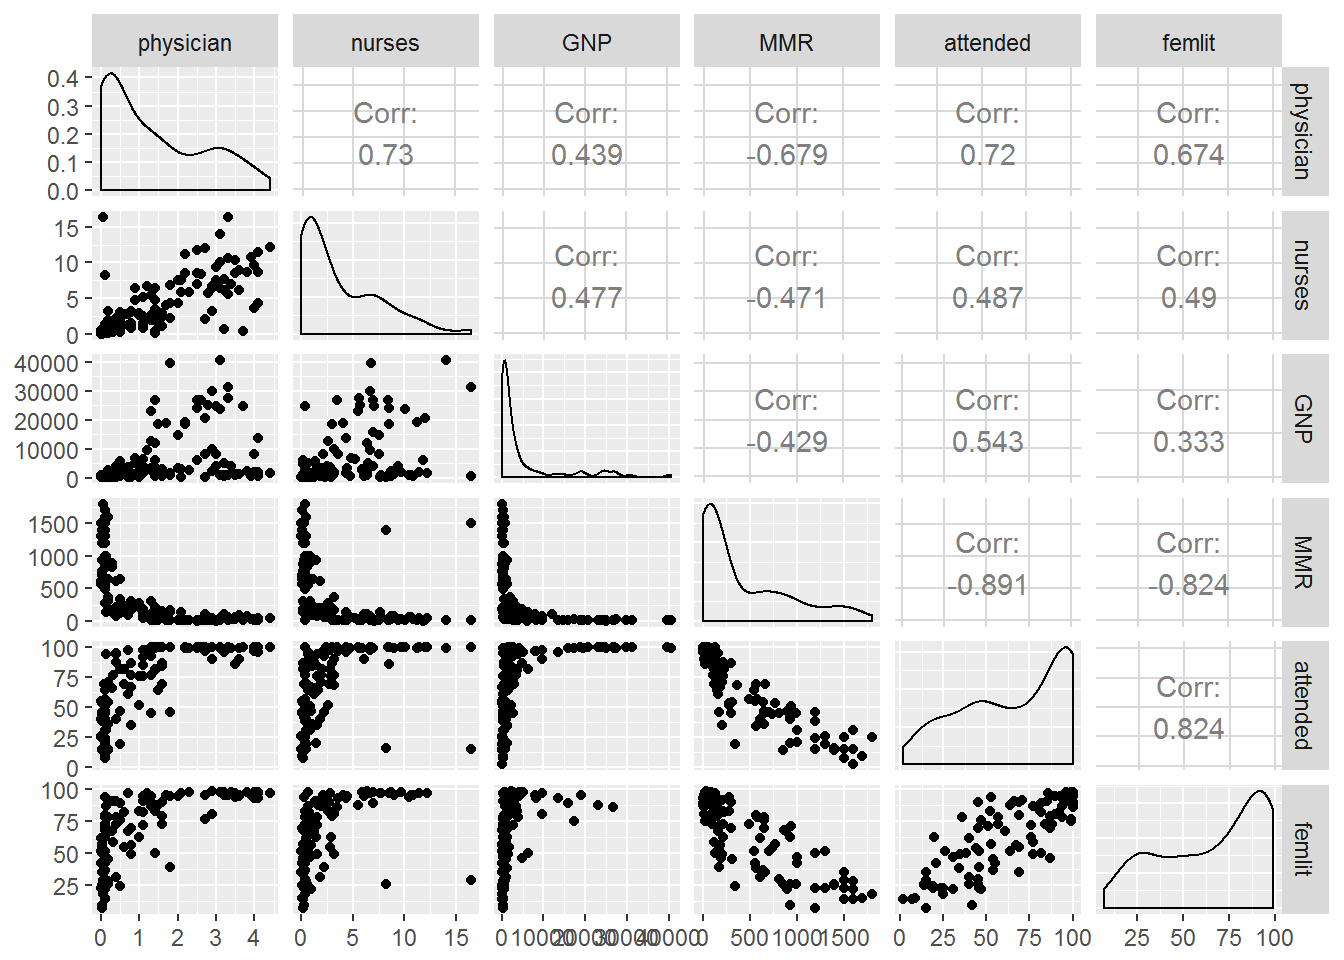 physician nurses GNP MMR attended femlit
0.4
0.3
0.2
0.1
0.0
Corr:
0.73
Corr:
0.439
Corr:
-0.679
Corr:
0.72
Corr:
0.674
physician
15
10
5
0
Corr:
0.477
Corr:
-0.471
Corr:
0.487
Corr:
0.49
nurses
40000
30000
20000
10000
0
Corr:
-0.429
Corr:
0.543
Corr:
0.333
GNP
1500
1000
500
0
Corr:
-0.891
Corr:
-0.824
MMR
100
75
50
25
0
Corr:
0.824
attended
100
75
50
25
femlit
0 1 2 3 4 0 5 10 15 0 10000 20000 30000 40000 0 500 1000 1500 0 25 50 75 100 25 50 75 100